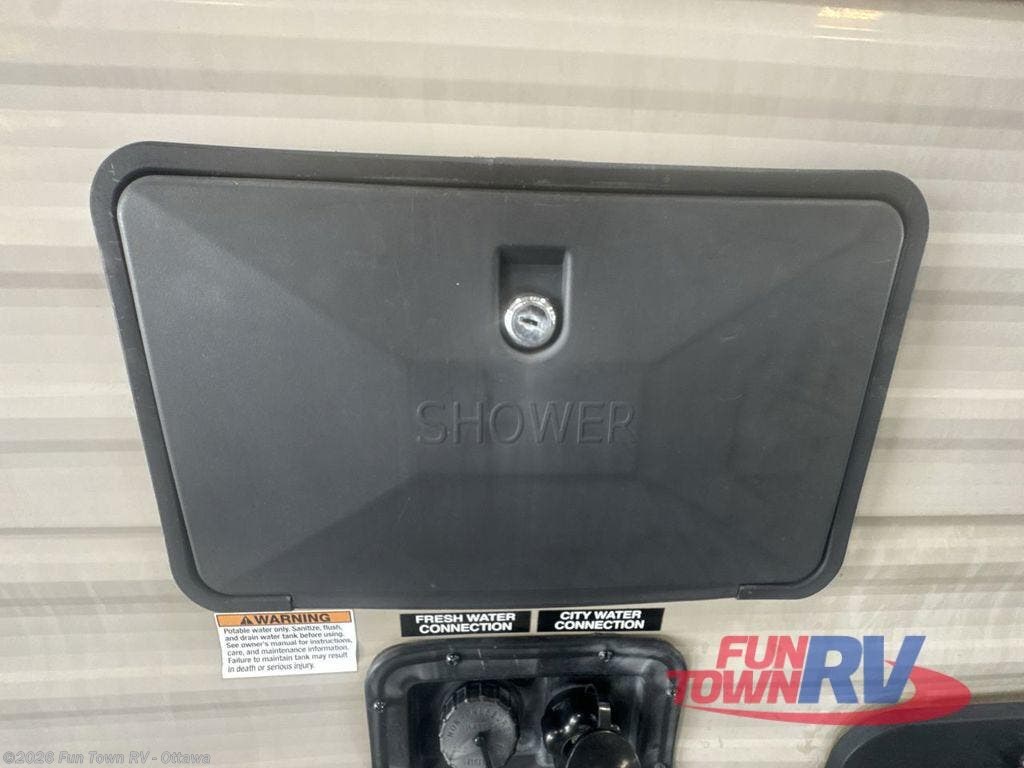 SHOWER
WARNING
Potable water only. Sanitize, flush,
and drain water tank before using.
See owner's manual for instructions,
care, and maintenance information.
Failure to maintain tank may result
in death or serious injury.
FRESH WATER
CONNECTION
CITY WATER
CONNECTION
FUN
TOWN RV
©2026 Fun Town RV - Ottawa